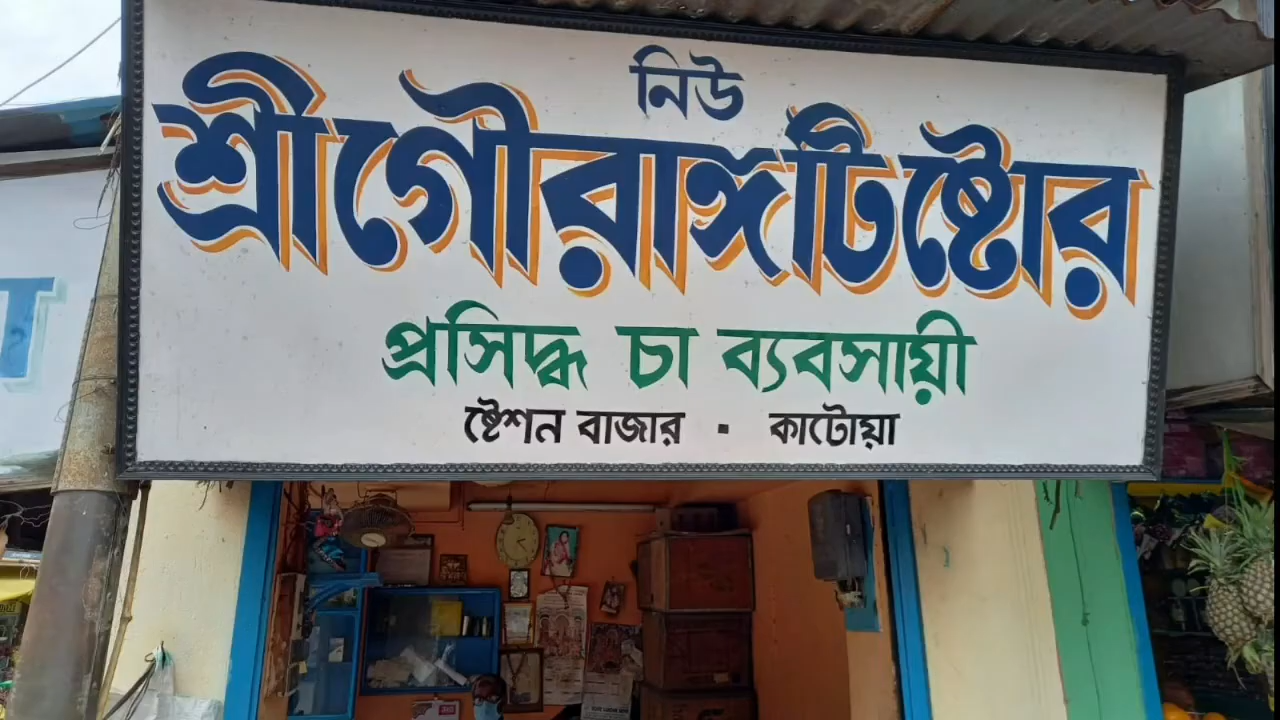 নিউ
শ্রীগৌরাঙ্গ টি ষ্টোর
প্রসিদ্ধ চা ব্যবসায়ী
ষ্টেশন বাজার ▪ কাটোয়া